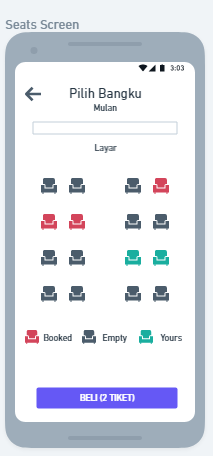 Seats Screen
3:03
Pilih Bangku
Mulan
Layar
Booked Empty Yours
BELI (2 TIKET)